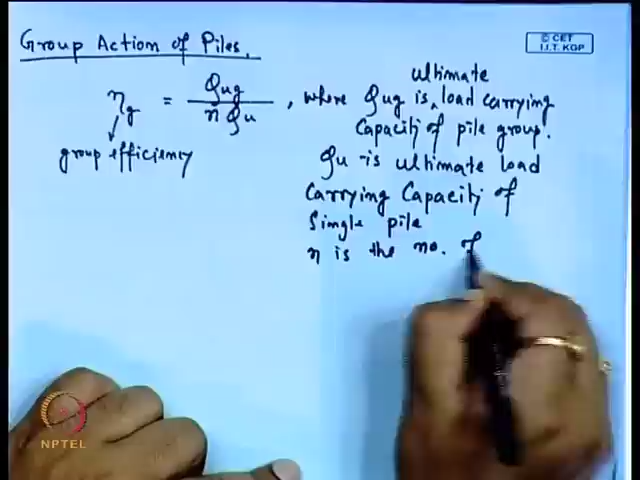 Group Action of Piles.
© CET
I.I.T. KGP
ηg = Qug / n Qu , where Qug is ultimate load carrying
capacity of pile group.
group efficiency
Qu - is ultimate load
carrying capacity of
single pile
n is the no. of
NPTEL